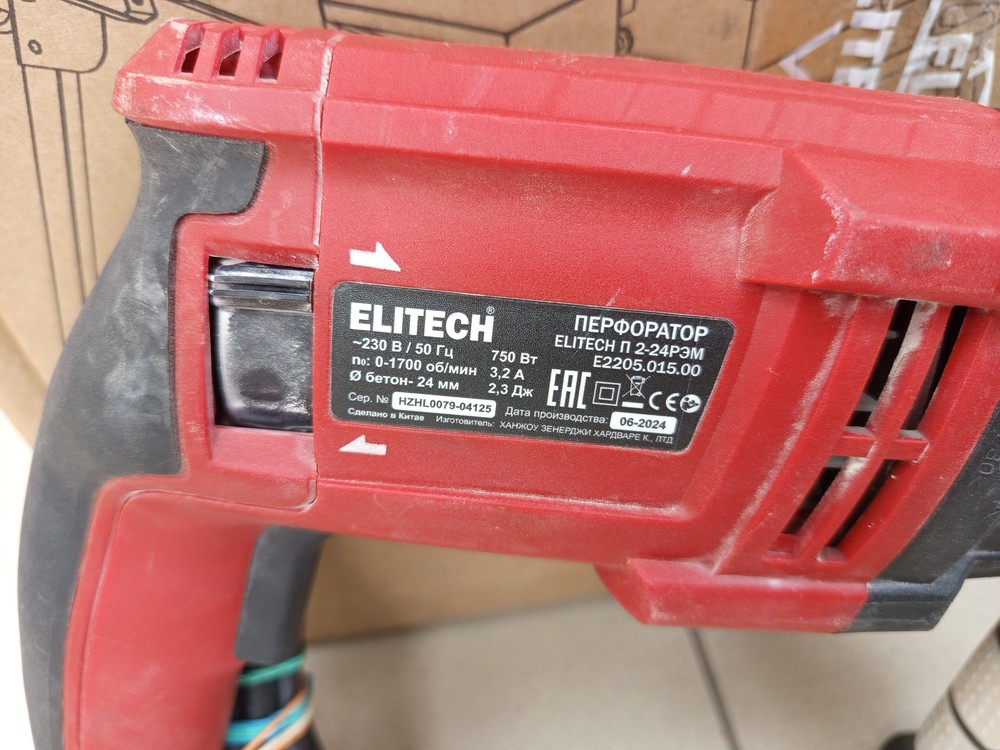 ELITECH®
~230 В / 50 Гц 750 Вт
n₀: 0-1700 об/мин 3,2 А
Ø бетон- 24 мм 2,3 Дж
ПЕРФОРАТОР
ELITECH П 2-24РЭМ
E2205.015.00
EAC CE
Сер. № HZHL0079-04125 Дата производства: 06-2024
Сделано в Китае Изготовитель: ХАНЖОУ ЗЕНЕРДЖИ ХАРДВАРЕ К., ЛТД